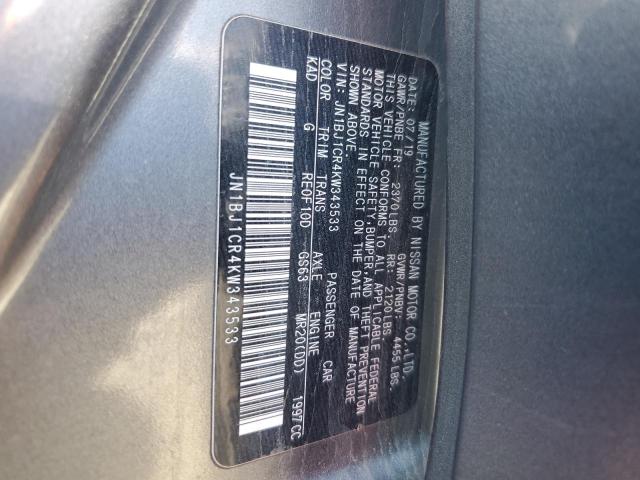 MANUFACTURED BY NISSAN MOTOR CO.,LTD.
DATE: 07/19 GVWR/PNBV: 4455LBS.
GAWR/PNBE FR: 2370LBS. RR: 2120LBS.
THIS VEHICLE CONFORMS TO ALL APPLICABLE FEDERAL
MOTOR VEHICLE SAFETY,BUMPER,AND THEFT PREVENTION
STANDARDS IN EFFECT ON THE DATE OF MANUFACTURE
SHOWN ABOVE.
VIN: JN1BJ1CR4KW343533 PASSENGER CAR
COLOR TRIM TRANS AXLE ENGINE
KAD G RE0F10D GS63 MR20(DD) 1997CC
JN1BJ1CR4KW343533